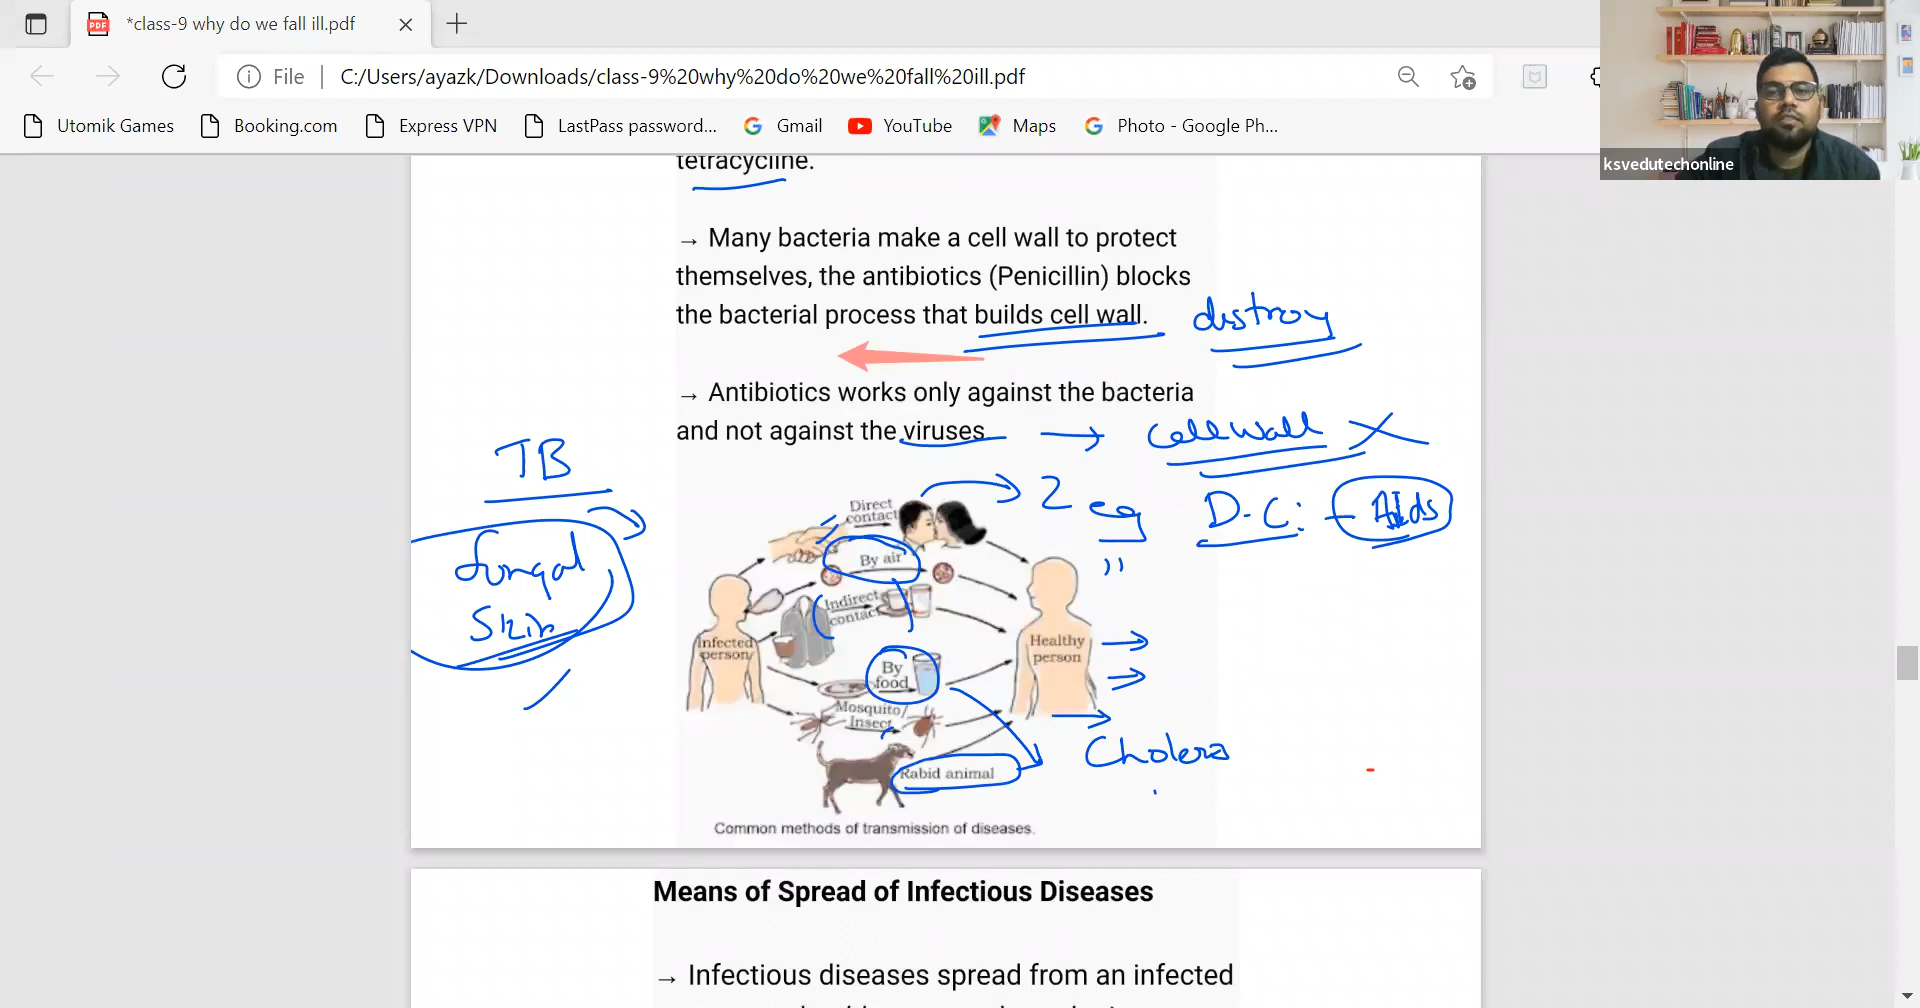 *class-9 why do we fall ill.pdf
File | C:/Users/ayazk/Downloads/class-9%20why%20do%20we%20fall%20ill.pdf
Utomik Games Booking.com Express VPN LastPass password... Gmail YouTube Maps Photo - Google Ph...
ksvedutechonline
tetracycline.
→ Many bacteria make a cell wall to protect
themselves, the antibiotics (Penicillin) blocks
the bacterial process that builds cell wall.
distroy
→ Antibiotics works only against the bacteria
and not against the viruses
→ cell wall X
TB
fungal
skin
2 eg
D.C: - AIds
Direct
contact
By air
Indirect
contact
Infected
person
Healthy
person
By
food
Mosquito/
Insect
Rabid animal
Cholera
Common methods of transmission of diseases.
Means of Spread of Infectious Diseases
→ Infectious diseases spread from an infected